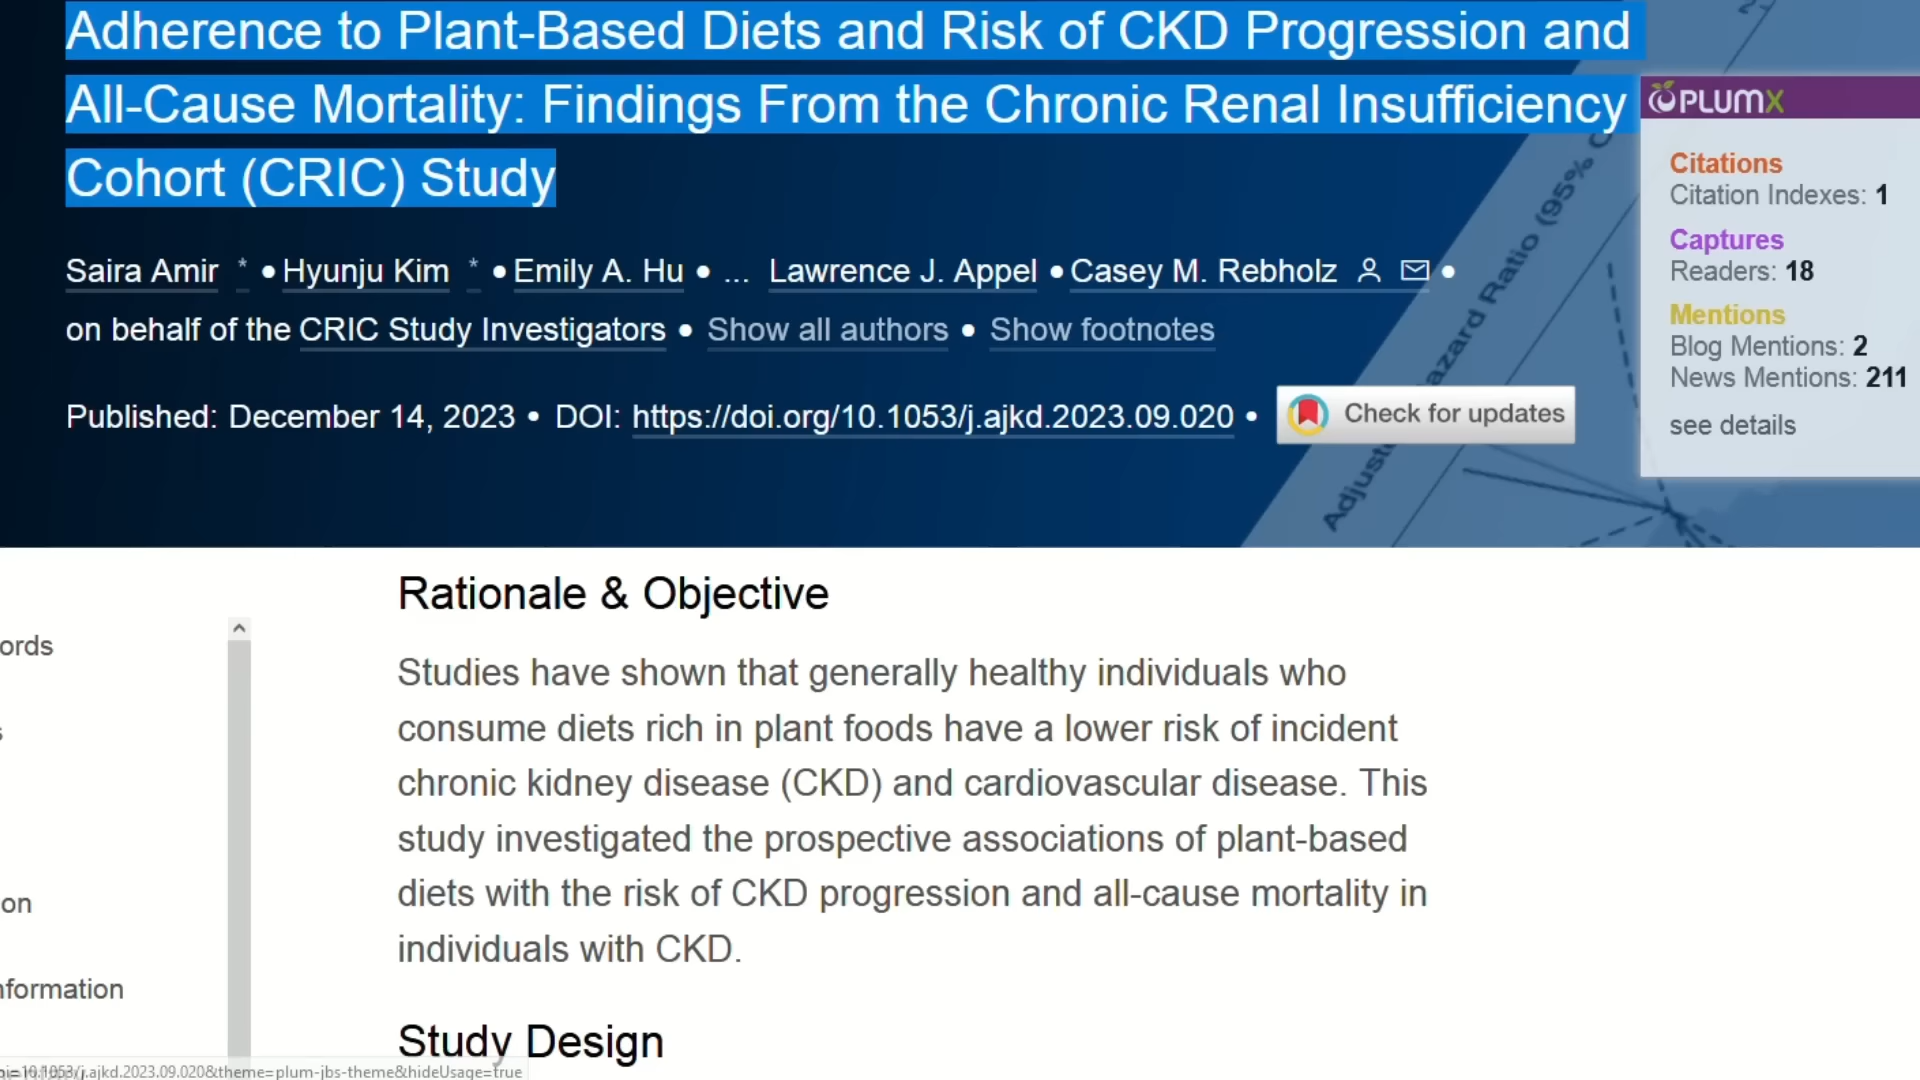 Adherence to Plant-Based Diets and Risk of CKD Progression and
All-Cause Mortality: Findings From the Chronic Renal Insufficiency
Cohort (CRIC) Study
Saira Amir * ● Hyunju Kim * ● Emily A. Hu ● ... Lawrence J. Appel ● Casey M. Rebholz ●
on behalf of the CRIC Study Investigators ● Show all authors ● Show footnotes
Published: December 14, 2023 • DOI: https://doi.org/10.1053/j.ajkd.2023.09.020 •
Check for updates
PLUMX
Citations
Citation Indexes: 1
Captures
Readers: 18
Mentions
Blog Mentions: 2
News Mentions: 211
see details
Hazard Ratio (95% C
Adjust
Rationale & Objective
Studies have shown that generally healthy individuals who
consume diets rich in plant foods have a lower risk of incident
chronic kidney disease (CKD) and cardiovascular disease. This
study investigated the prospective associations of plant-based
diets with the risk of CKD progression and all-cause mortality in
individuals with CKD.
Study Design
ords
s
on
nformation
oi=10.1053/j.ajkd.2023.09.020&theme=plum-jbs-theme&hideUsage=true